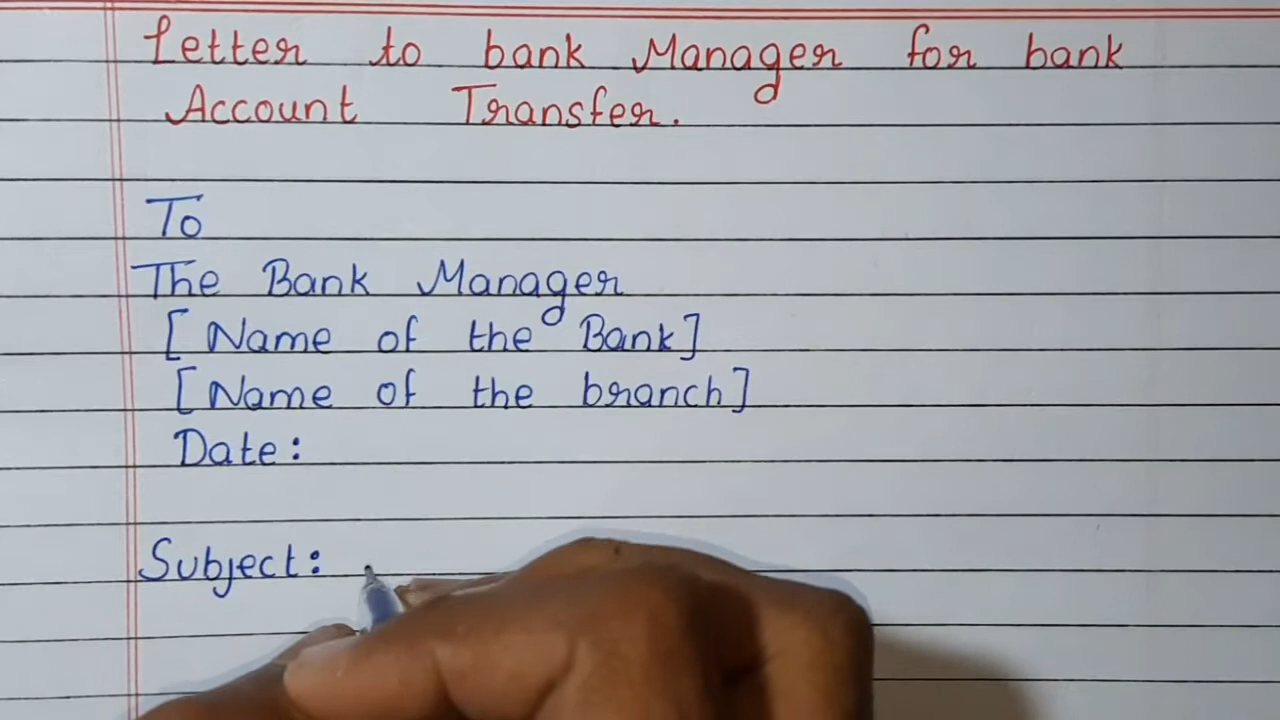 Letter to bank Manager for bank
Account Transfer.
To
The Bank Manager
[Name of the Bank]
[Name of the branch]
Date:
Subject: